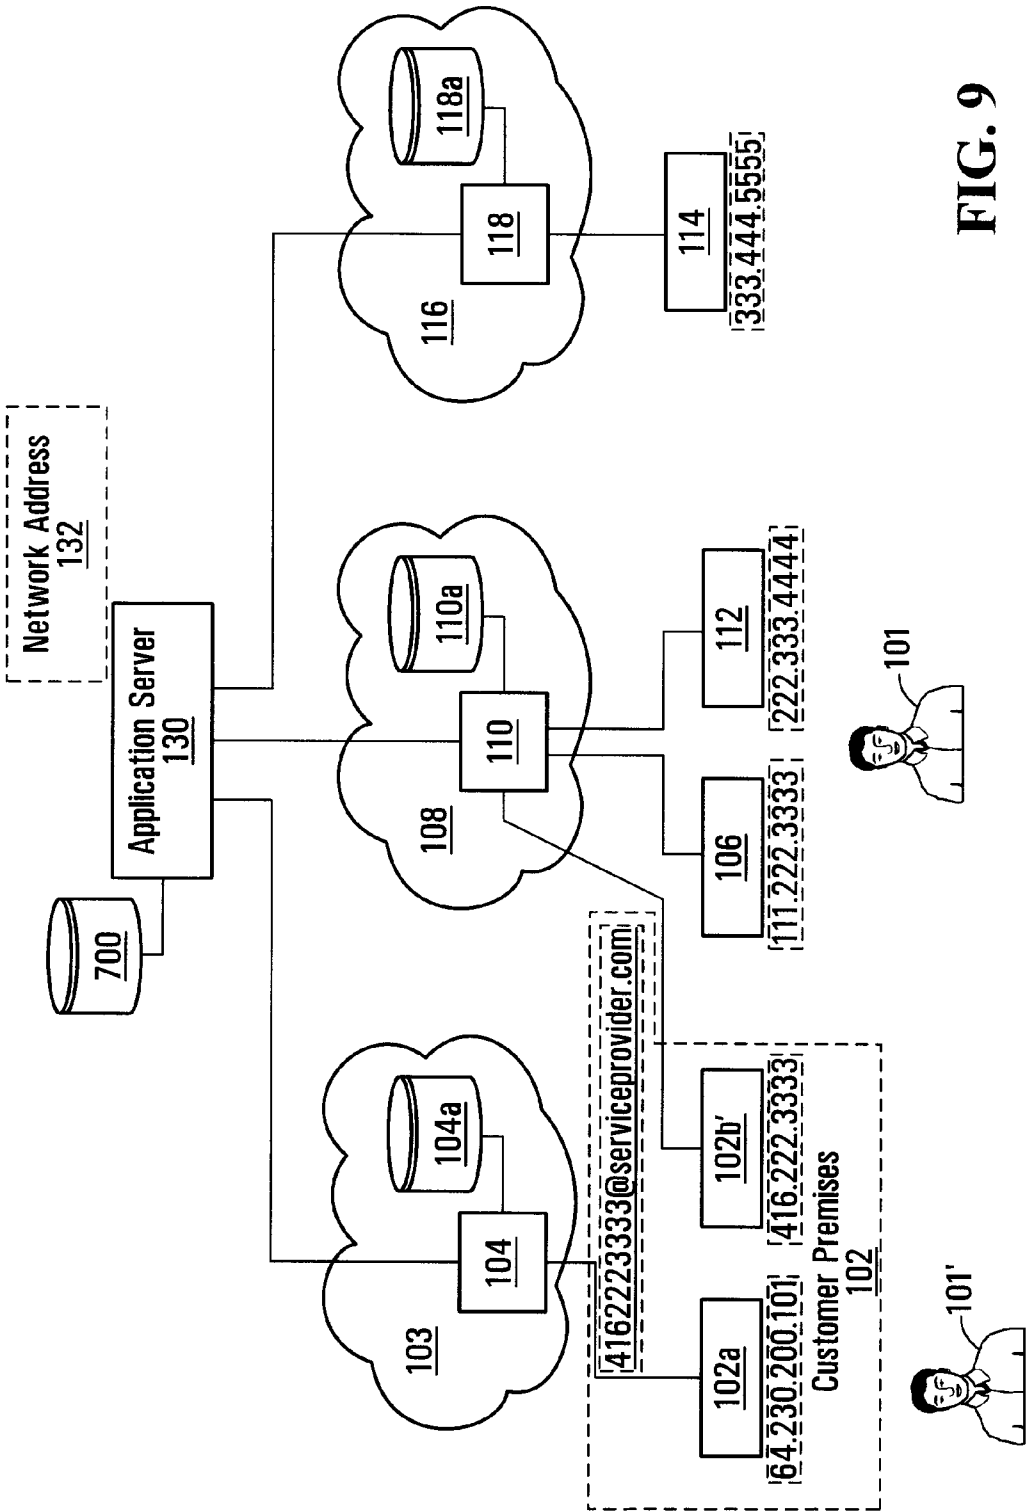 Network Address
132
Application Server
130
700
118a
118
116
114
333.444.5555
110a
110
108
112
222.333.4444
106
111.222.3333
101
104a
104
103
4162223333@serviceprovider.com
102b'
416.222.3333
102a
64.230.200.101
Customer Premises
102
101'
FIG. 9